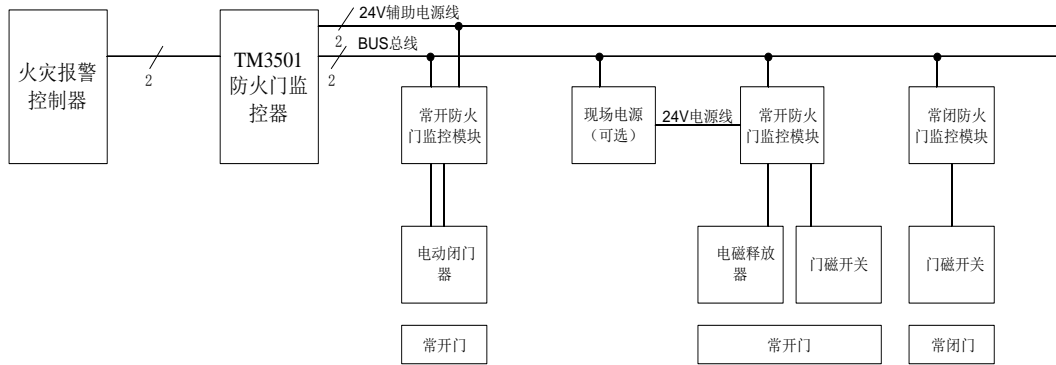 24V辅助电源线
2
BUS总线
2
2
火灾报警
控制器
TM3501
防火门监
控器
常开防火
门监控模块
现场电源
（可选）
24V电源线
常开防火
门监控模块
常闭防火
门监控模块
电动闭门
器
电磁释放
器
门磁开关
门磁开关
常开门
常开门
常闭门